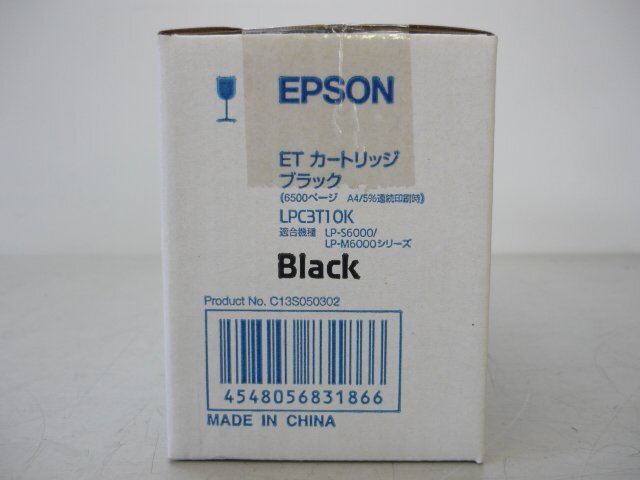 EPSON
ET カートリッジ
ブラック
《6500ページ A4/5%連続印刷時》
LPC3T10K
適合機種 LP-S6000/
LP-M6000シリーズ
Black
Product No. C13S050302
4548056831866
MADE IN CHINA